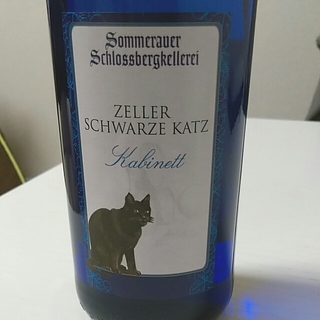 Sommerauer
Schlossbergkellerei
ZELLER
SCHWARZE KATZ
Kabinett